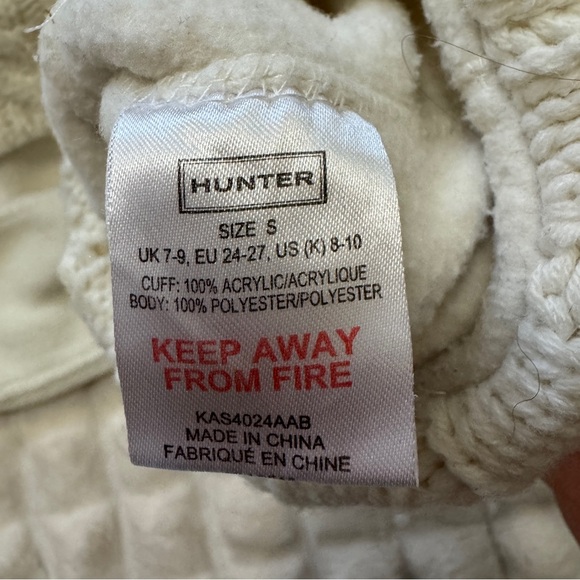 HUNTER
SIZE S
UK 7-9, EU 24-27, US (K) 8-10
CUFF: 100% ACRYLIC/ACRYLIQUE
BODY: 100% POLYESTER/POLYESTER
KEEP AWAY
FROM FIRE
KAS4024AAB
MADE IN CHINA
FABRIQUÉ EN CHINE